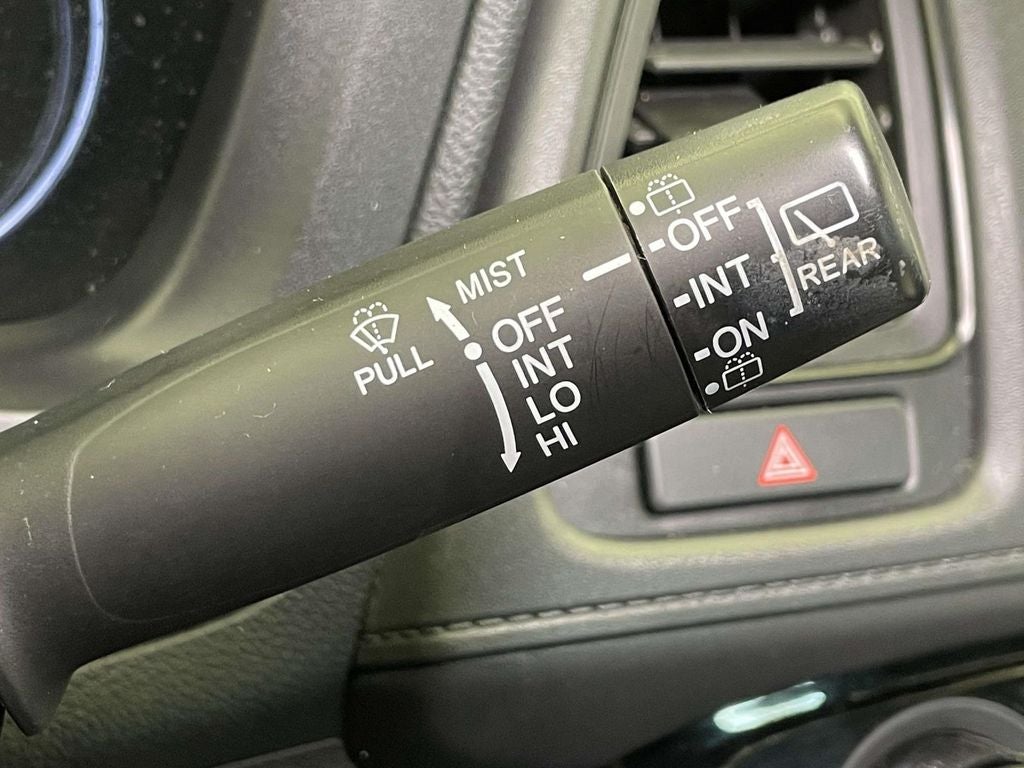 PULL
MIST
OFF
INT
LO
HI
OFF
INT
ON
REAR